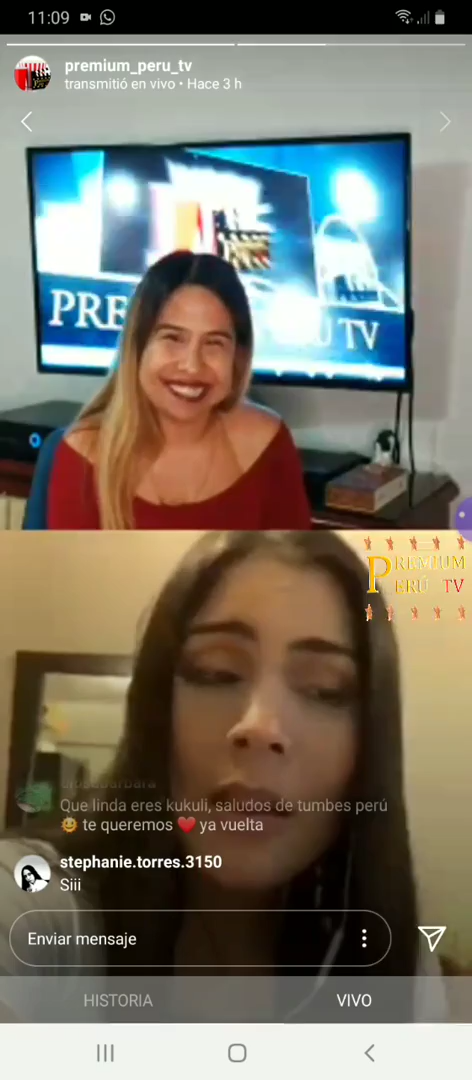 11:09
premium_peru_tv
transmitió en vivo • Hace 3 h
PRE
U TV
PREMIUM
PERÚ TV
Que linda eres kukuli, saludos de tumbes perú
🙂 te queremos ❤️ ya vuelta
stephanie.torres.3150
Siii
Enviar mensaje
HISTORIA
VIVO